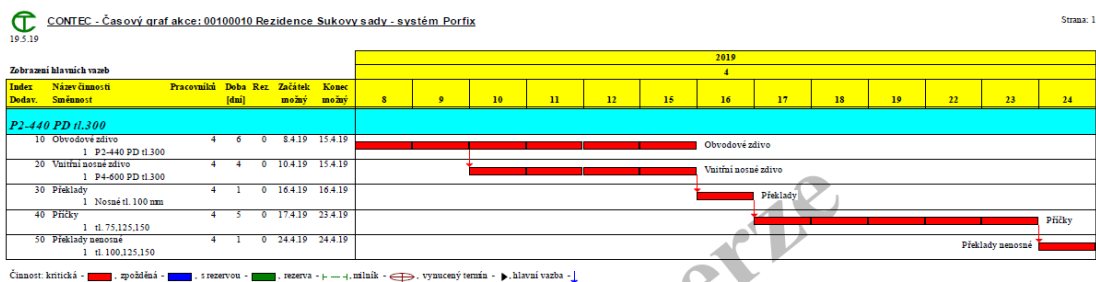 CONTEC - Časový graf akce: 00100010 Rezidence Sukovy sady - systém Porfix
Strana: 1
19.5.19
2019
Zobrazení hlavních vazeb
4
Index Název činnosti Pracovníků Doba Rez Začátek Konec
Dodav. Směnnost [dní] možný možný 8 9 10 11 12 15 16 17 18 19 22 23 24
P2-440 PD tl.300
10 Obvodové zdivo 4 6 0 8.4.19 15.4.19 Obvodové zdivo
1 P2-440 PD tl.300
20 Vnitřní nosné zdivo 4 4 0 10.4.19 15.4.19 Vnitřní nosné zdivo
1 P4-600 PD tl.300
30 Překlady 4 1 0 16.4.19 16.4.19 Překlady
1 Nosné tl. 100 mm
40 Příčky 4 5 0 17.4.19 23.4.19 Příčky
1 tl. 75,125,150
50 Překlady nenosné 4 1 0 24.4.19 24.4.19 Překlady nenosné
1 tl. 100,125,150
Činnost: kritická - , zpožděná - , s rezervou - , rezerva - , milník - , vynucený termín - , hlavní vazba -
erze